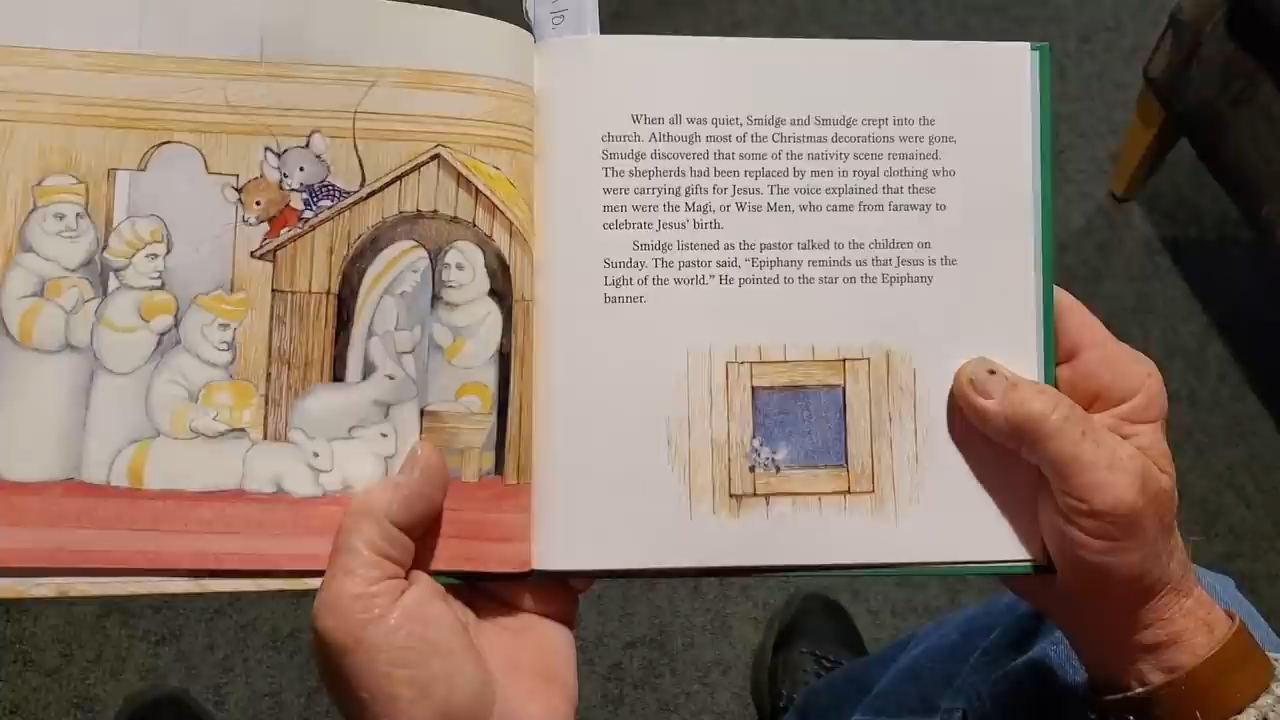 When all was quiet, Smidge and Smudge crept into the
church. Although most of the Christmas decorations were gone,
Smudge discovered that some of the nativity scene remained.
The shepherds had been replaced by men in royal clothing who
were carrying gifts for Jesus. The voice explained that these
men were the Magi, or Wise Men, who came from faraway to
celebrate Jesus’ birth.
Smidge listened as the pastor talked to the children on
Sunday. The pastor said, “Epiphany reminds us that Jesus is the
Light of the world.” He pointed to the star on the Epiphany
banner.